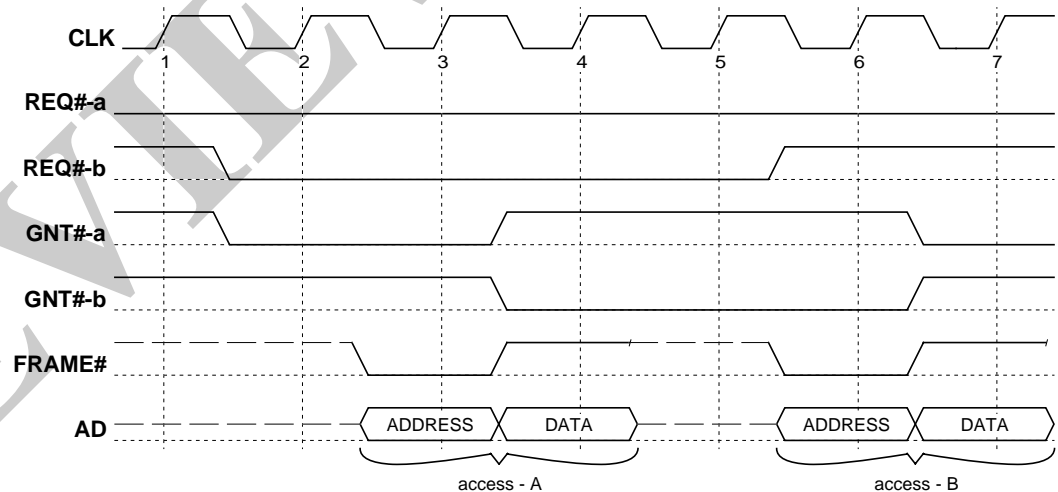 CLK
1 2 3 4 5 6 7
REQ#-a
REQ#-b
GNT#-a
GNT#-b
FRAME#
AD ADDRESS DATA ADDRESS DATA
access - A access - B